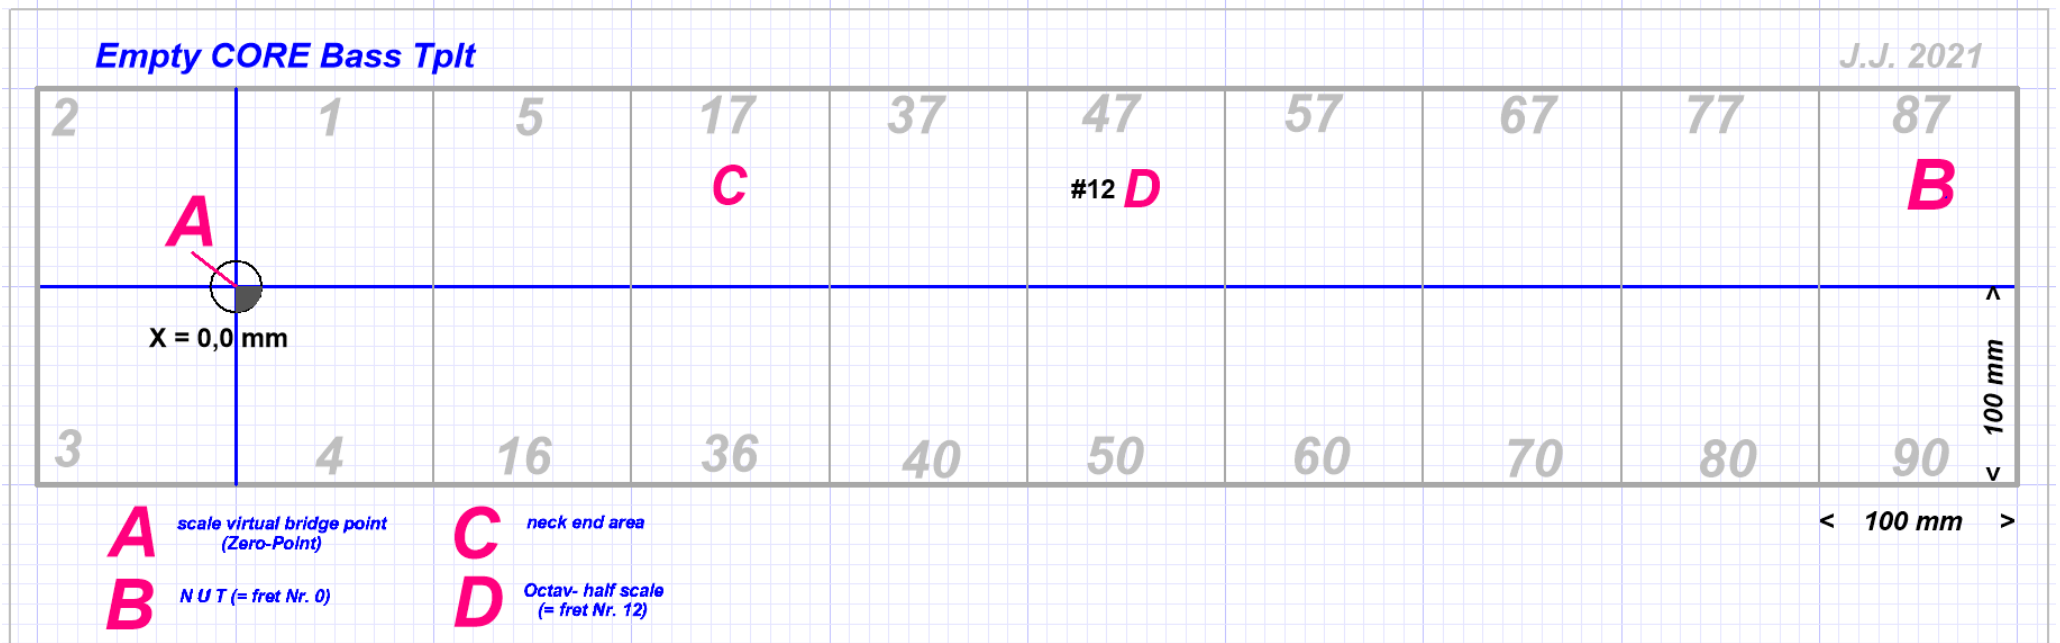 Empty CORE Bass Tplt
J.J. 2021
2 1 5 17 37 47 57 67 77 87
C #12 D B
A
X = 0,0 mm
< 100 mm >
3 4 16 36 40 50 60 70 80 90
A scale virtual bridge point
(Zero-Point)
C neck end area
< 100 mm >
B N U T (= fret Nr. 0)
D Octav- half scale
(= fret Nr. 12)